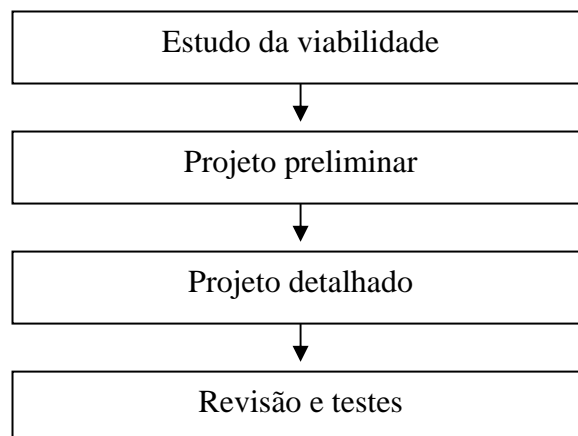 Estudo da viabilidade
Projeto preliminar
Projeto detalhado
Revisão e testes